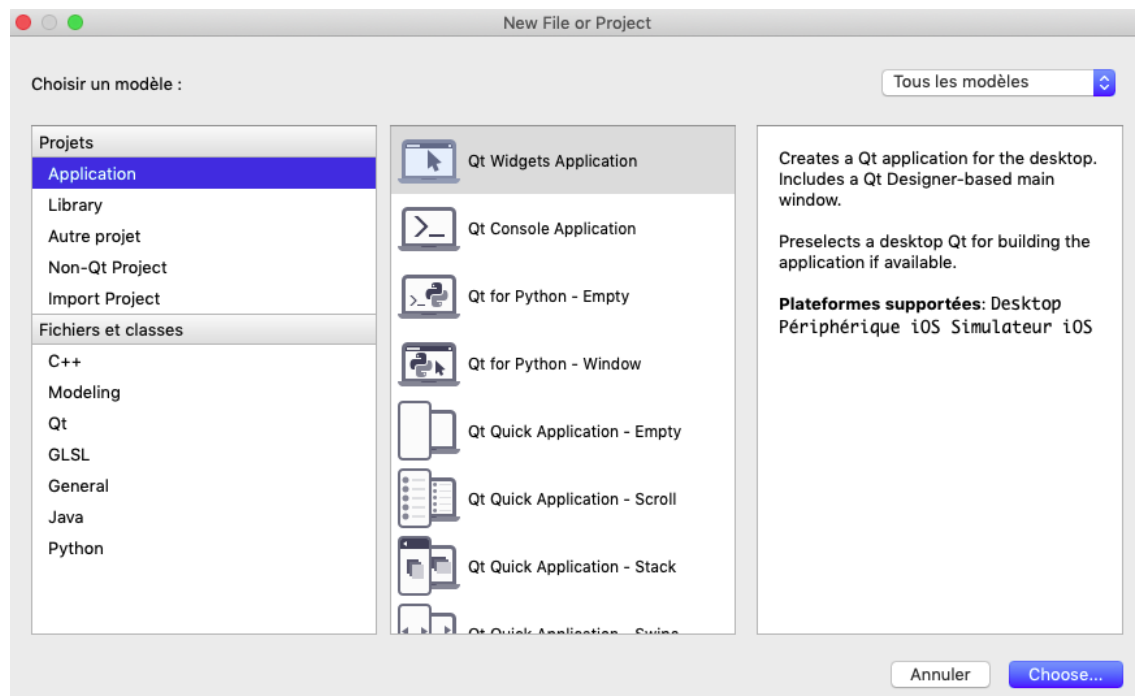 New File or Project
Choisir un modèle :
Tous les modèles
Projets
Application
Library
Autre projet
Non-Qt Project
Import Project
Fichiers et classes
C++
Modeling
Qt
GLSL
General
Java
Python
Qt Widgets Application
Qt Console Application
Qt for Python - Empty
Qt for Python - Window
Qt Quick Application - Empty
Qt Quick Application - Scroll
Qt Quick Application - Stack
Qt Quick Application - Swipe
Creates a Qt application for the desktop.
Includes a Qt Designer-based main
window.
Preselects a desktop Qt for building the
application if available.
Plateformes supportées: Desktop
Périphérique iOS Simulateur iOS
Annuler
Choose...